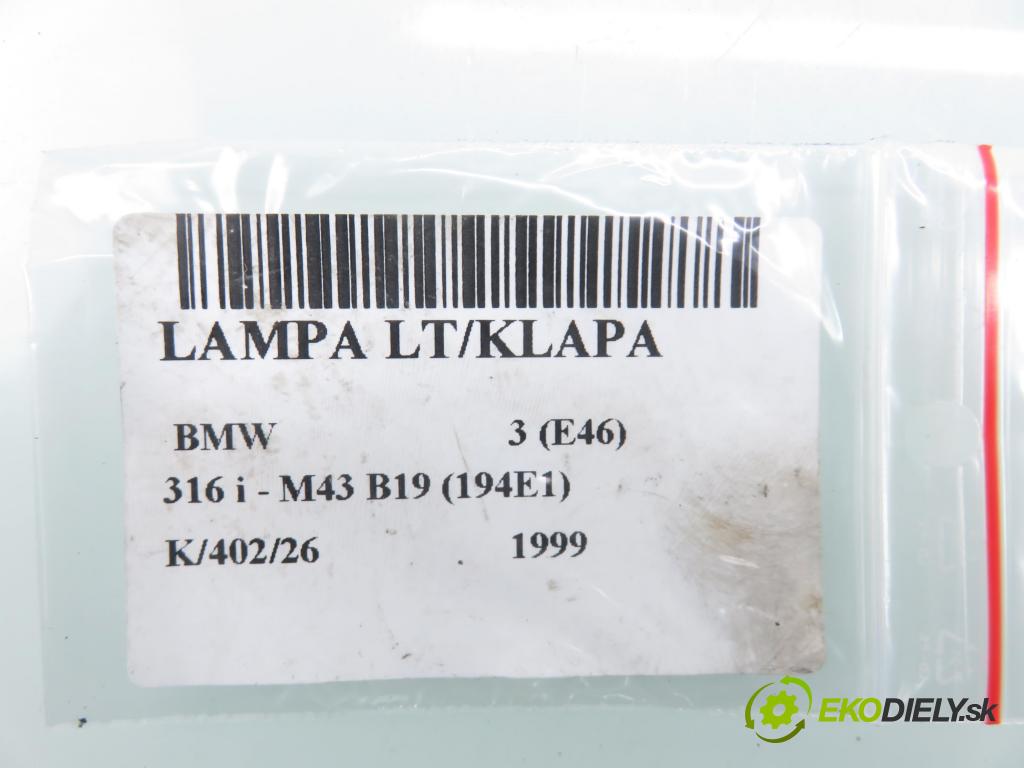 LAMPA LT/KLAPA
BMW 3 (E46)
316 i - M43 B19 (194E1)
K/402/26 1999
EKODIELY.sk